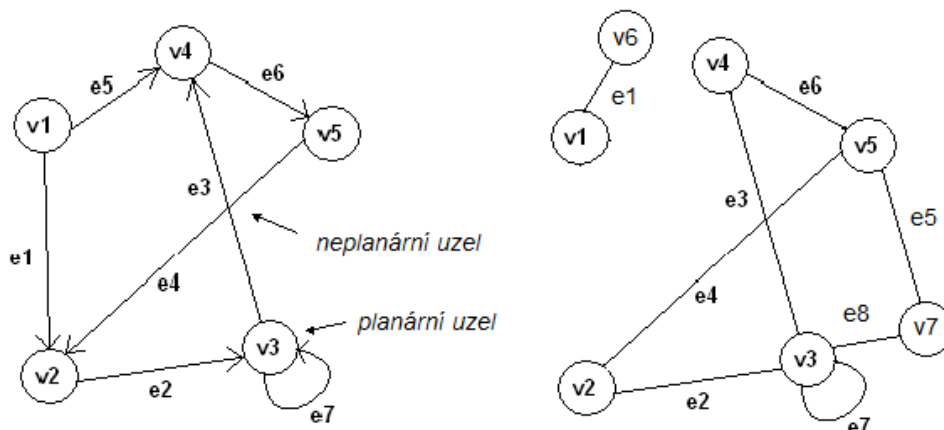 v4
e5
e6
v1
v5
e3
neplanární uzel
e1
e4
planární uzel
v3
v2
e2
e7
v6
e1
v1
v4
e6
v5
e3
e5
e4
e8
v7
v3
v2
e2
e7